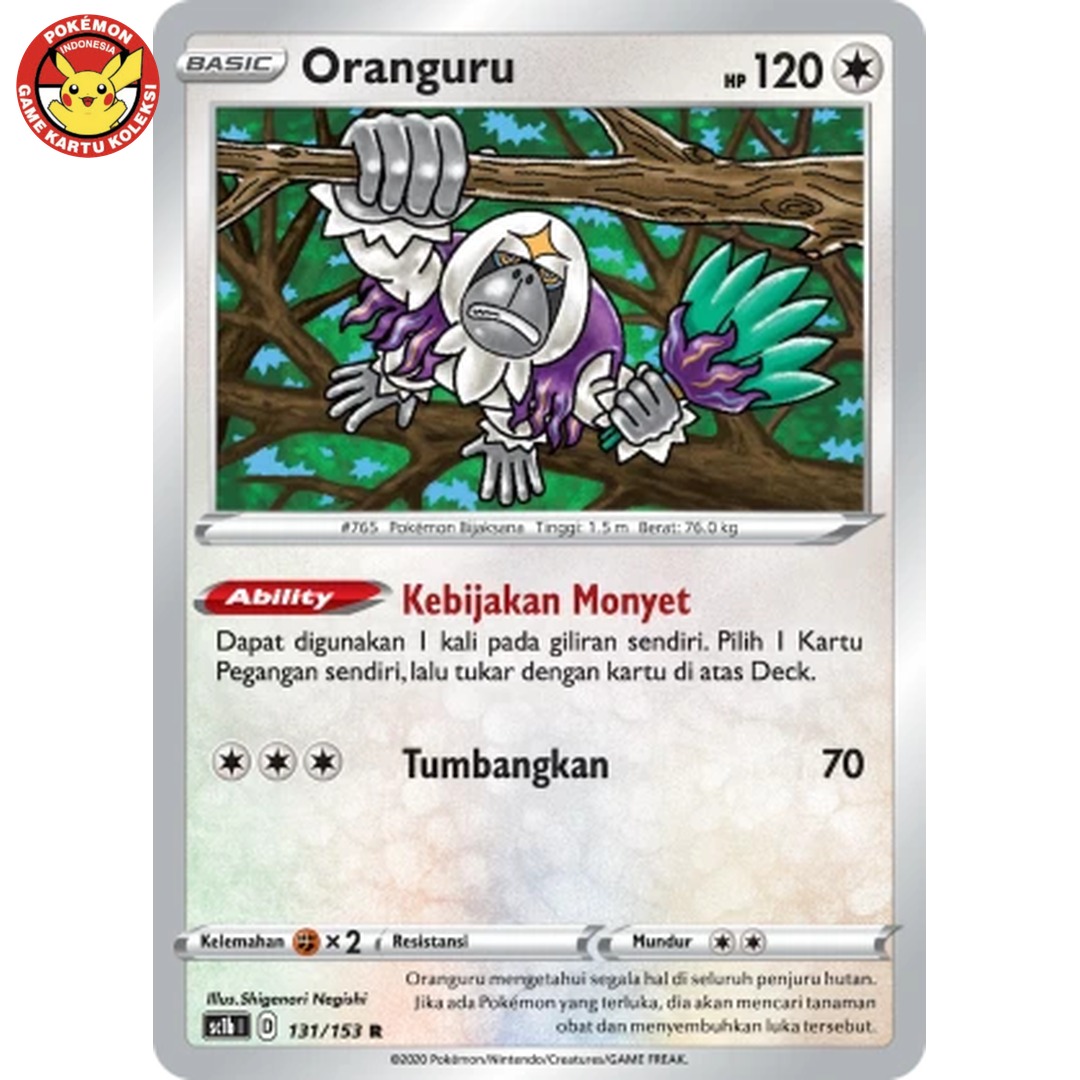 POKÉMON
INDONESIA
GAME KARTU KOLEKSI
BASIC Oranguru HP 120
#765 Pokémon Bijaksana Tinggi: 1.5 m Berat: 76.0 kg
Ability Kebijakan Monyet
Dapat digunakan 1 kali pada giliran sendiri. Pilih 1 Kartu
Pegangan sendiri, lalu tukar dengan kartu di atas Deck.
Tumbangkan 70
Kelemahan ×2 Resistansi Mundur
Oranguru mengetahui segala hal di seluruh penjuru hutan.
Jika ada Pokémon yang terluka, dia akan mencari tanaman
obat dan menyembuhkan luka tersebut.
Illus. Shigenori Negishi
sc1b I D 131/153 R
©2020 Pokémon/Nintendo/Creatures/GAME FREAK.